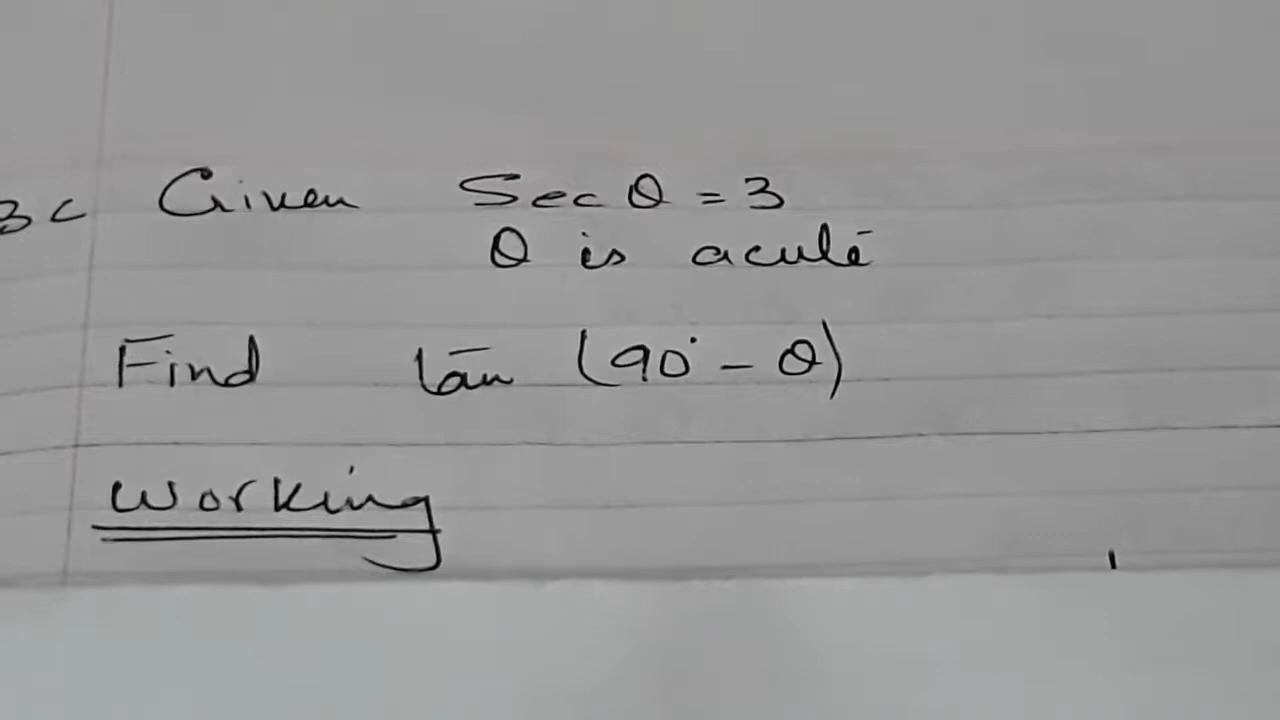 3c Given Sec θ = 3
θ is acute
Find tan (90° - θ)
Working